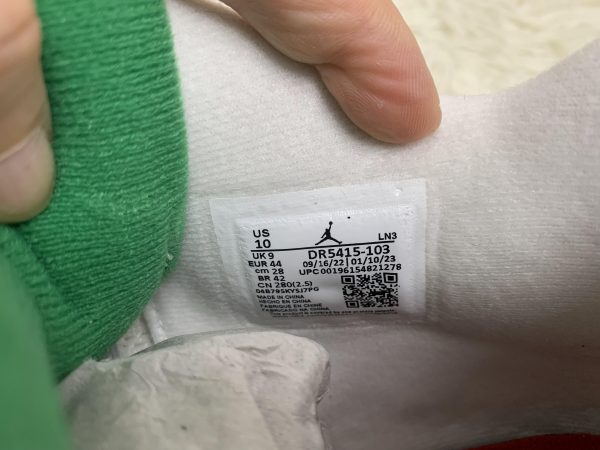 US
10
LN3
UK 9
DR5415-103
EUR 44
09/16/22 01/10/23
cm 28
UPC 00196154821278
BR 42
CN 280(2.5)
MADE IN CHINA
HECHO EN CHINA
FABRIQUE EN CHINE
FABRICADO NA CHINA